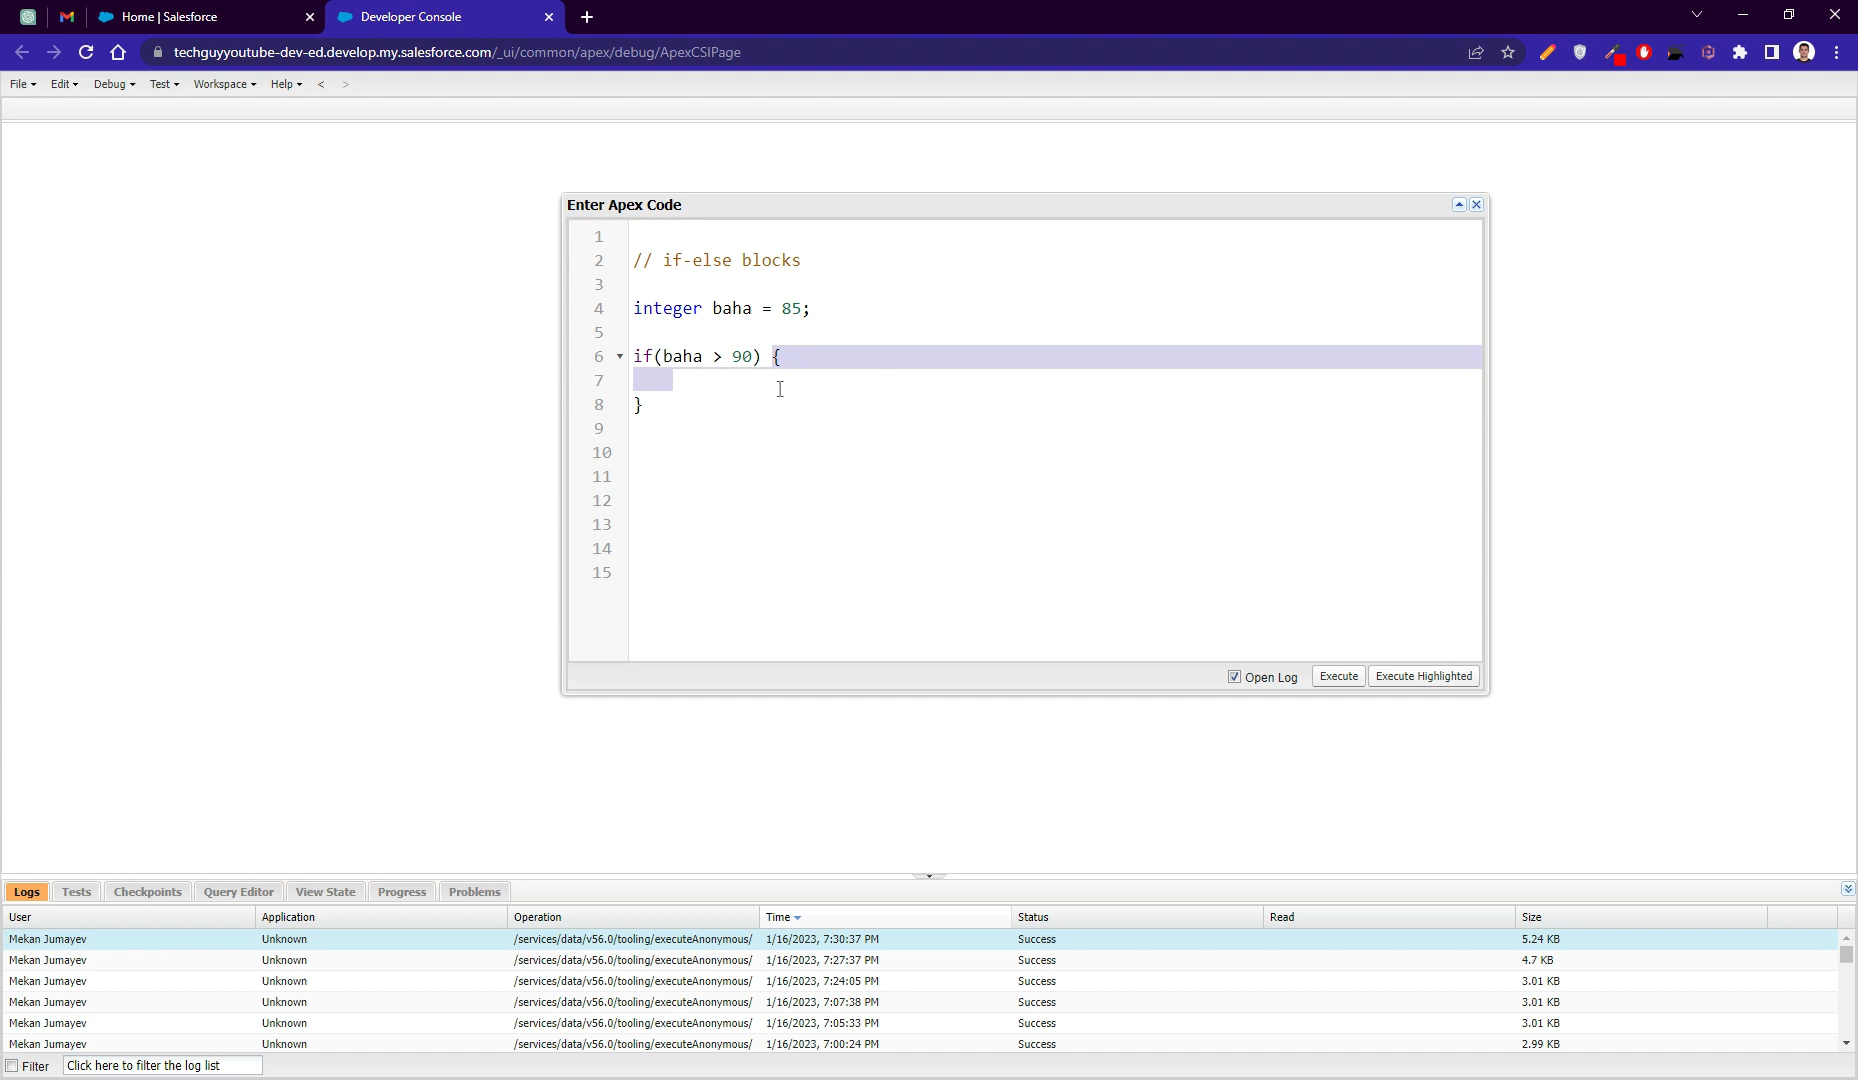 Home | Salesforce
Developer Console
techguyyoutube-dev-ed.develop.my.salesforce.com/_ui/common/apex/debug/ApexCSIPage
File Edit Debug Test Workspace Help < >
Enter Apex Code
1
2 // if-else blocks
3
4 integer baha = 85;
5
6 if(baha > 90) {
7
8 }
9
10
11
12
13
14
15
Open Log Execute Execute Highlighted
Logs Tests Checkpoints Query Editor View State Progress Problems
User Application Operation Time Status Read Size
Mekan Jumayev Unknown /services/data/v56.0/tooling/executeAnonymous/ 1/16/2023, 7:30:37 PM Success 5.24 KB
Mekan Jumayev Unknown /services/data/v56.0/tooling/executeAnonymous/ 1/16/2023, 7:27:37 PM Success 4.7 KB
Mekan Jumayev Unknown /services/data/v56.0/tooling/executeAnonymous/ 1/16/2023, 7:24:05 PM Success 3.01 KB
Mekan Jumayev Unknown /services/data/v56.0/tooling/executeAnonymous/ 1/16/2023, 7:07:38 PM Success 3.01 KB
Mekan Jumayev Unknown /services/data/v56.0/tooling/executeAnonymous/ 1/16/2023, 7:05:33 PM Success 3.01 KB
Mekan Jumayev Unknown /services/data/v56.0/tooling/executeAnonymous/ 1/16/2023, 7:00:24 PM Success 2.99 KB
Filter Click here to filter the log list